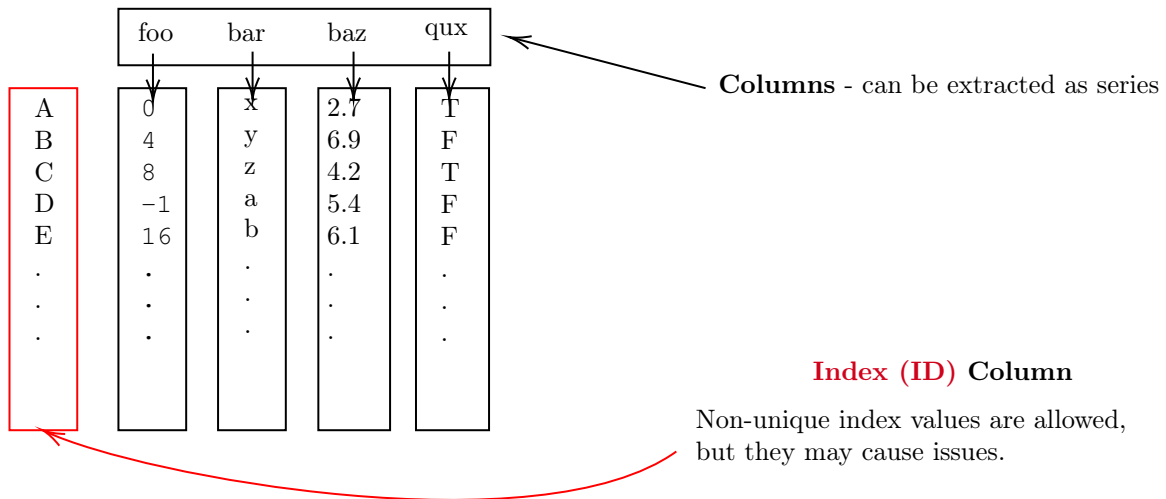 foo bar baz qux
Columns - can be extracted as series
A 0 x 2.7 T
B 4 y 6.9 F
C 8 z 4.2 T
D -1 a 5.4 F
E 16 b 6.1 F
. . . . .
. . . . .
. . . . .
Index (ID) Column
Non-unique index values are allowed,
but they may cause issues.